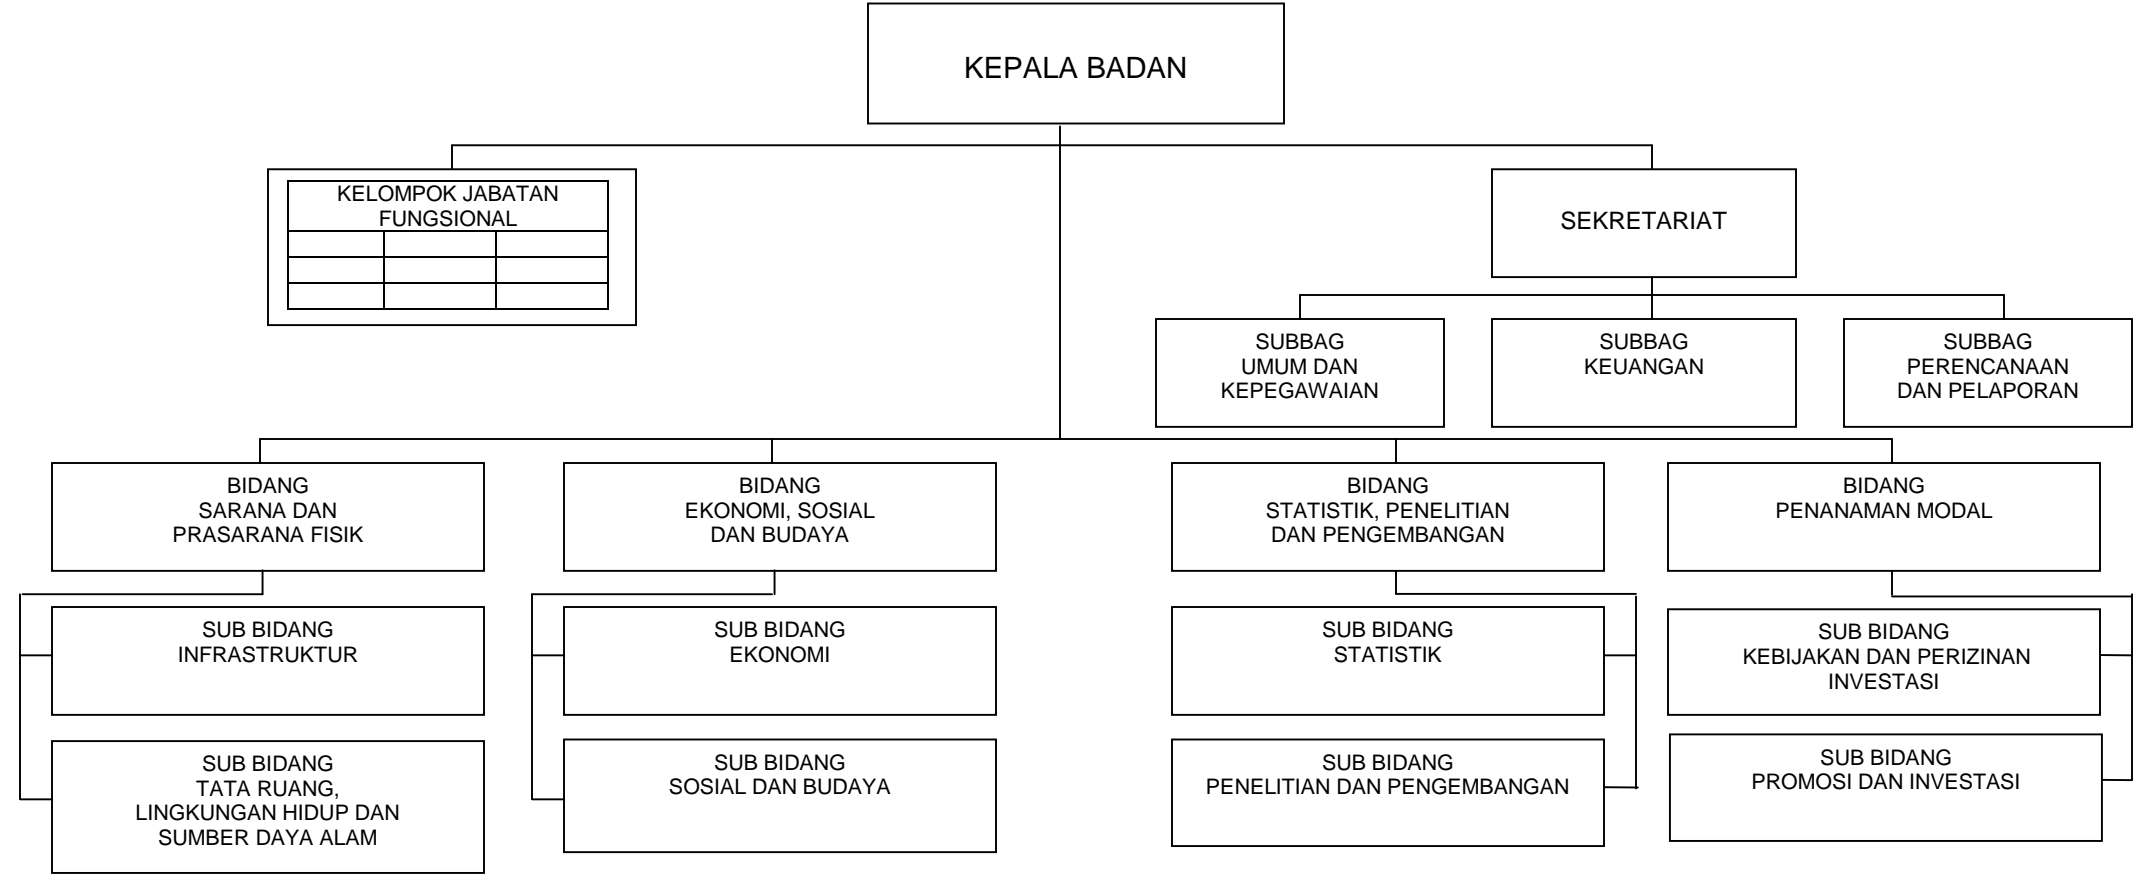 KEPALA BADAN
KELOMPOK JABATAN
FUNGSIONAL
SEKRETARIAT
SUBBAG
UMUM DAN
KEPEGAWAIAN
SUBBAG
KEUANGAN
SUBBAG
PERENCANAAN
DAN PELAPORAN
BIDANG
SARANA DAN
PRASARANA FISIK
BIDANG
EKONOMI, SOSIAL
DAN BUDAYA
BIDANG
STATISTIK, PENELITIAN
DAN PENGEMBANGAN
BIDANG
PENANAMAN MODAL
SUB BIDANG
INFRASTRUKTUR
SUB BIDANG
EKONOMI
SUB BIDANG
STATISTIK
SUB BIDANG
KEBIJAKAN DAN PERIZINAN
INVESTASI
SUB BIDANG
TATA RUANG,
LINGKUNGAN HIDUP DAN
SUMBER DAYA ALAM
SUB BIDANG
SOSIAL DAN BUDAYA
SUB BIDANG
PENELITIAN DAN PENGEMBANGAN
SUB BIDANG
PROMOSI DAN INVESTASI